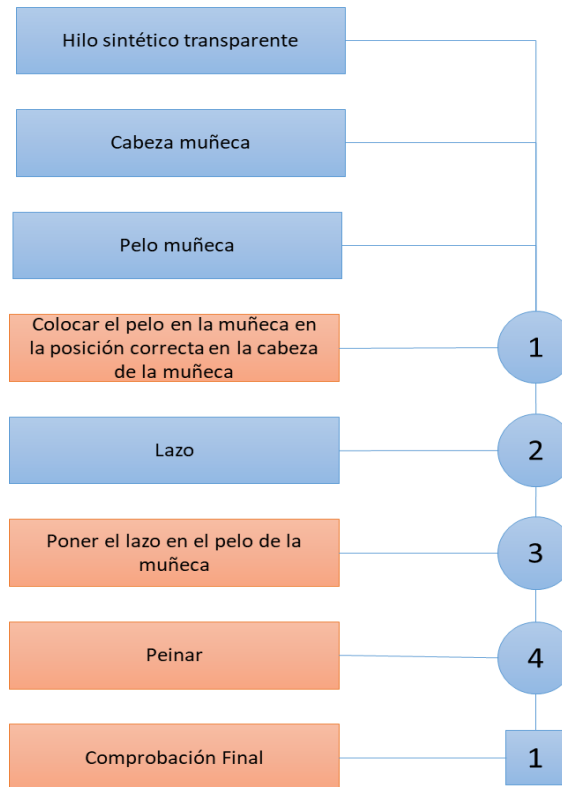 Hilo sintético transparente
Cabeza muñeca
Pelo muñeca
Colocar el pelo en la muñeca en
la posición correcta en la cabeza
de la muñeca
1
Lazo
2
Poner el lazo en el pelo de la
muñeca
3
Peinar
4
Comprobación Final
1